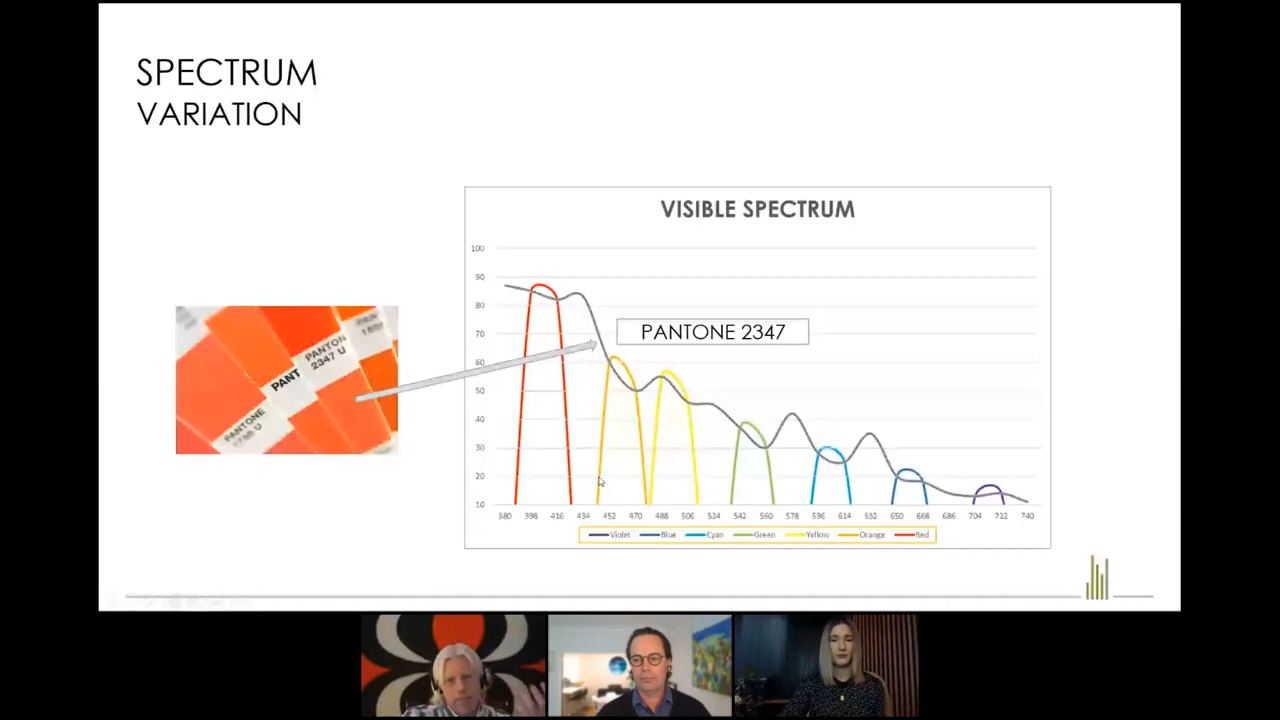 SPECTRUM
VARIATION
VISIBLE SPECTRUM
100
90
80
70
60
50
40
30
20
10
380 398 416 434 452 470 488 506 524 542 560 578 596 614 632 650 668 686 704 722 740
Violet Blue Cyan Green Yellow Orange Red
PANTONE 2347
PANTON
2347 U
PANT
PANTONE